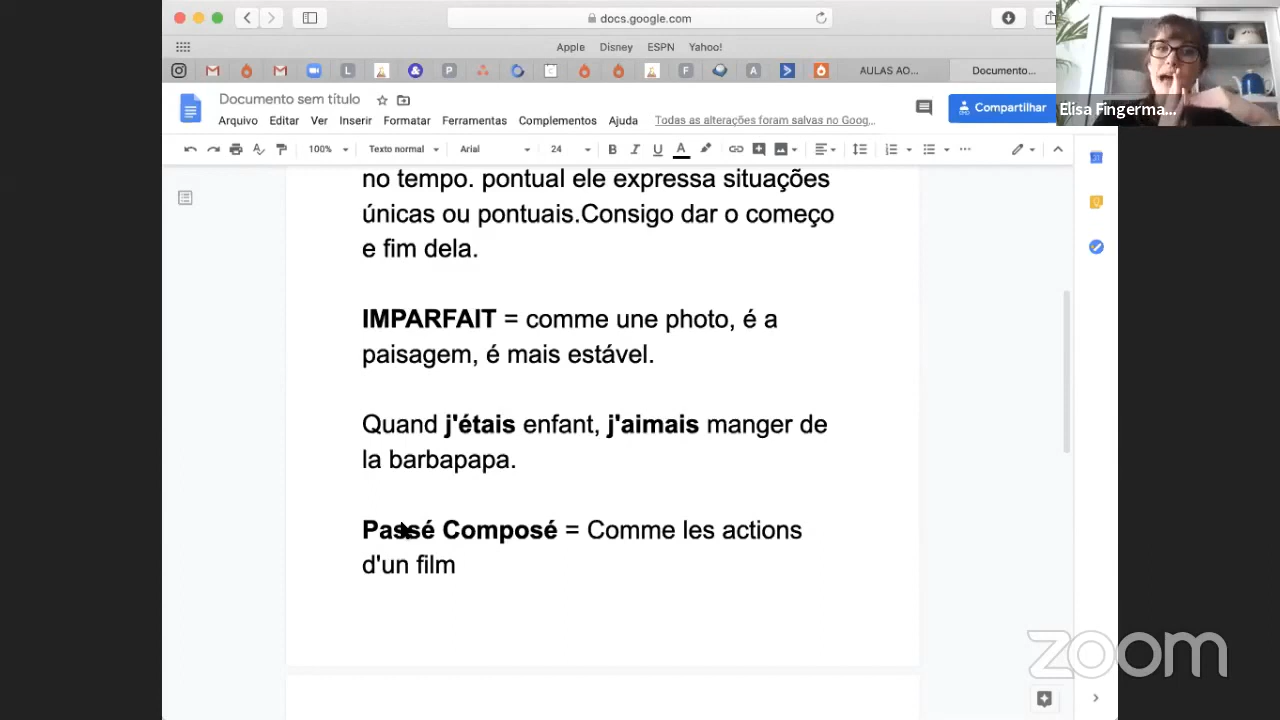 docs.google.com
Apple Disney ESPN Yahoo!
L P C F A AULAS AO... Documento...
Elisa Fingerma...
Documento sem título
Compartilhar
Arquivo Editar Ver Inserir Formatar Ferramentas Complementos Ajuda Todas as alterações foram salvas no Goog...
100% Texto normal Arial 24 B I U A
no tempo. pontual ele expressa situações
únicas ou pontuais.Consigo dar o começo
e fim dela.
IMPARFAIT = comme une photo, é a
paisagem, é mais estável.
Quand j'étais enfant, j'aimais manger de
la barbapapa.
Passé Composé = Comme les actions
d'un film
zoom